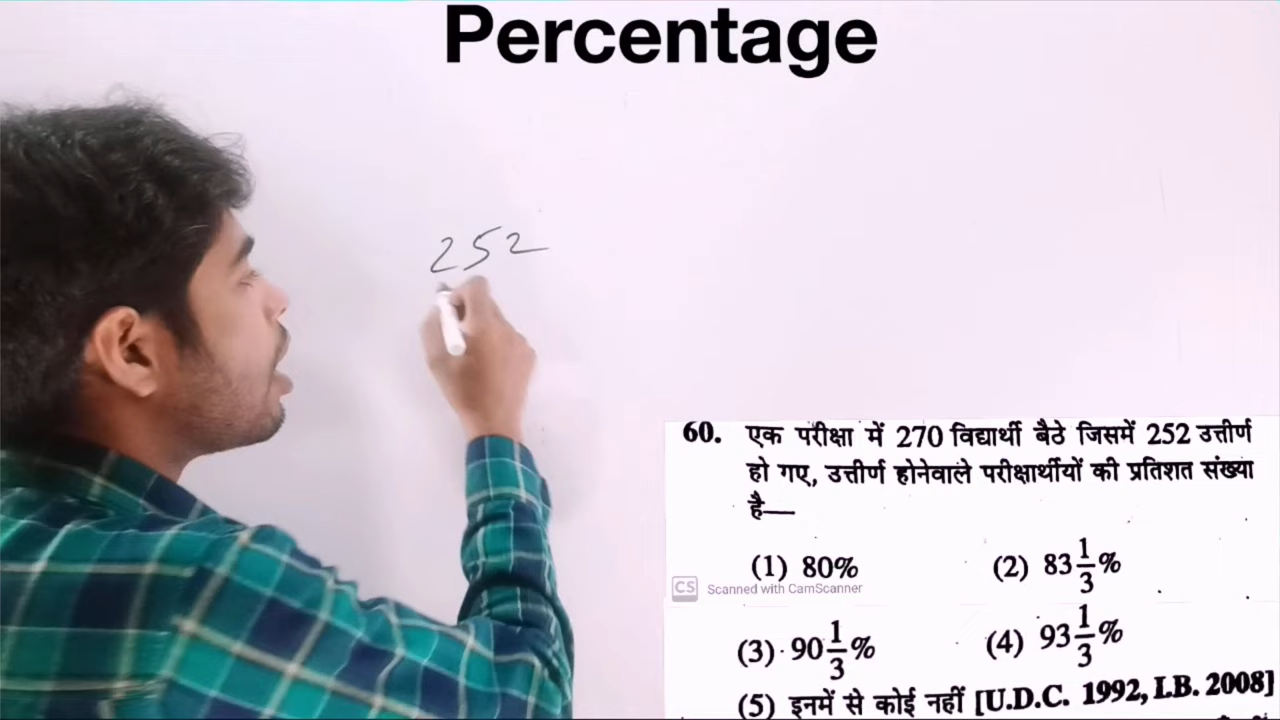 Percentage
252
60. एक परीक्षा में 270 विद्यार्थी बैठे जिसमें 252 उत्तीर्ण
हो गए, उत्तीर्ण होनेवाले परीक्षार्थीयों की प्रतिशत संख्या
है—
(1) 80% (2) 83 1/3 %
CS Scanned with CamScanner
(3) 90 1/3 % (4) 93 1/3 %
(5) इनमें से कोई नहीं [U.D.C. 1992, I.B. 2008]